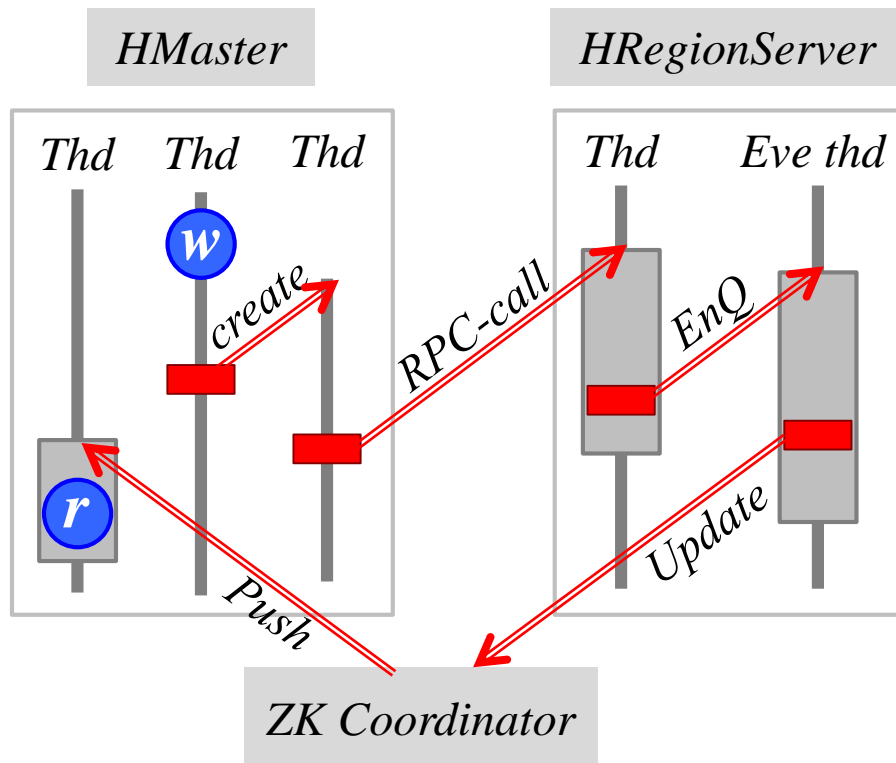 HMaster
HRegionServer
Thd
Thd
Thd
Thd
Eve thd
w
create
RPC-call
EnQ
r
Push
Update
ZK Coordinator